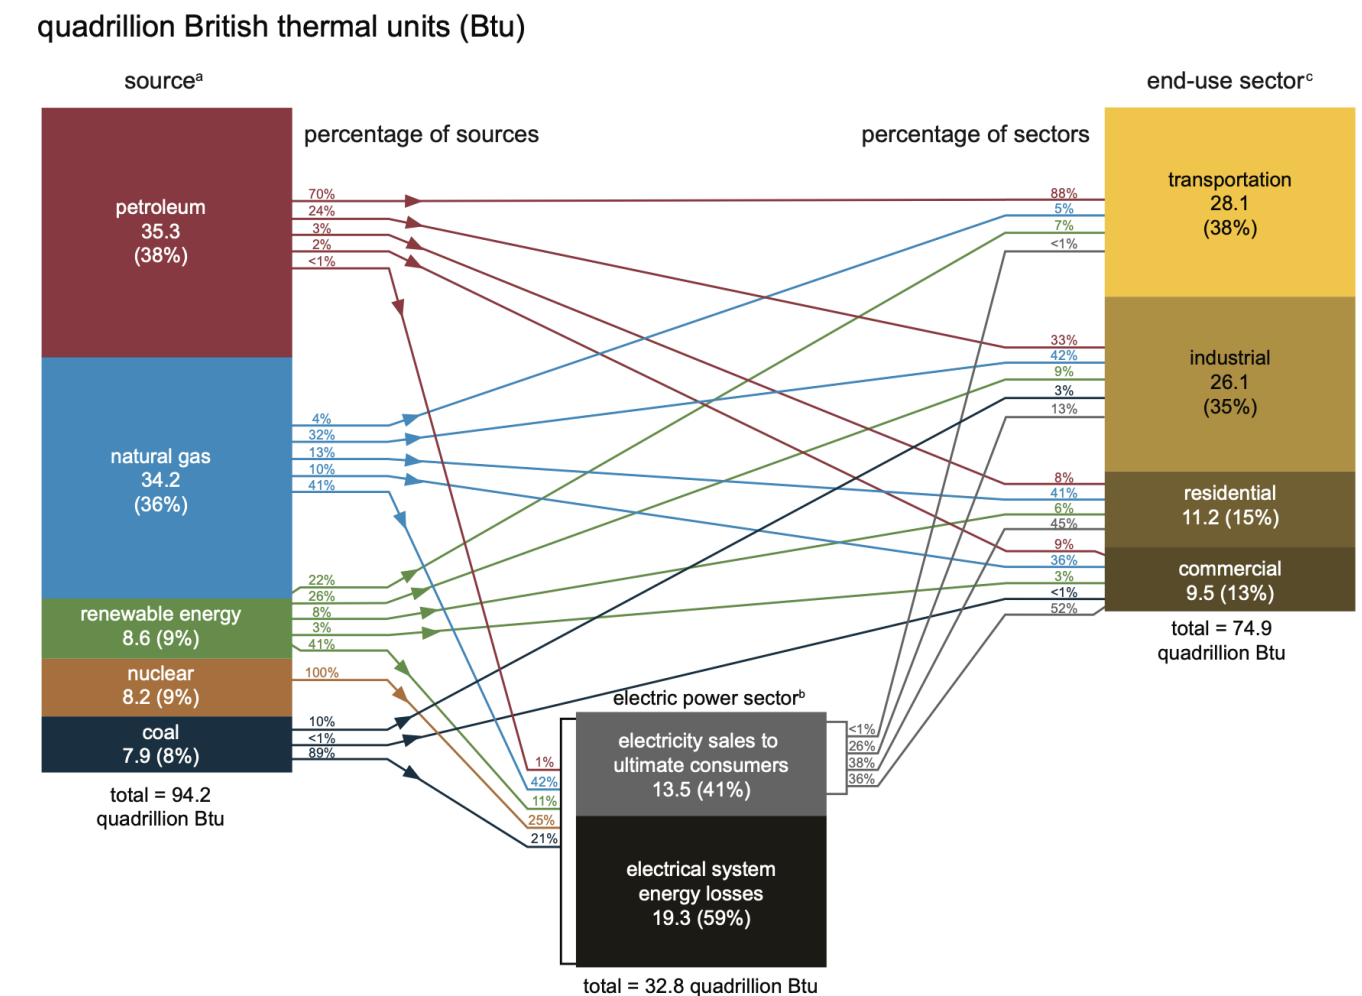 quadrillion British thermal units (Btu)
sourceᵃ
end-use sectorᶜ
percentage of sources
percentage of sectors
petroleum
35.3
(38%)
70%
24%
3%
2%
<1%
natural gas
34.2
(36%)
4%
32%
13%
10%
41%
renewable energy
8.6 (9%)
22%
26%
8%
3%
41%
nuclear
8.2 (9%)
100%
coal
7.9 (8%)
10%
<1%
89%
total = 94.2
quadrillion Btu
electric power sectorᵇ
1%
42%
11%
25%
21%
electricity sales to
ultimate consumers
13.5 (41%)
electrical system
energy losses
19.3 (59%)
total = 32.8 quadrillion Btu
<1%
26%
38%
36%
88%
5%
7%
<1%
transportation
28.1
(38%)
33%
42%
9%
3%
13%
industrial
26.1
(35%)
8%
41%
6%
45%
residential
11.2 (15%)
9%
36%
3%
<1%
52%
commercial
9.5 (13%)
total = 74.9
quadrillion Btu